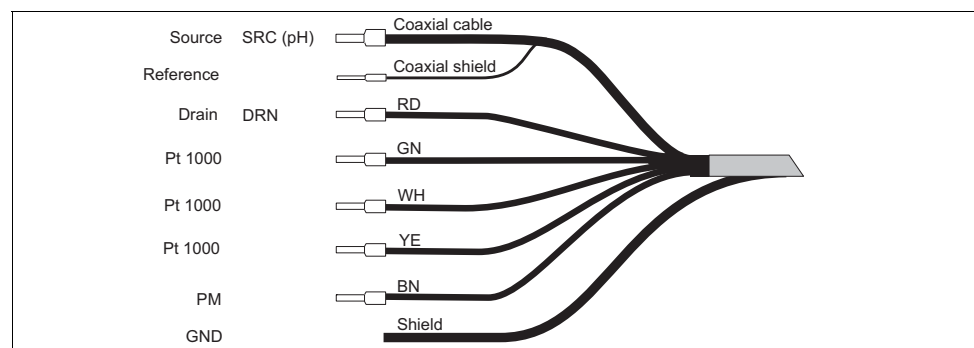 Source SRC (pH) Coaxial cable
Reference Coaxial shield
Drain DRN RD
Pt 1000 GN
Pt 1000 WH
Pt 1000 YE
PM BN
GND Shield